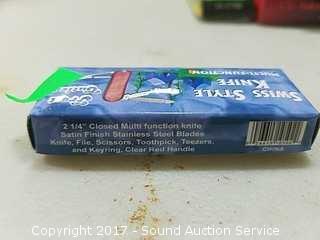 SWISS STYLE
KNIFE
MULTI-FUNCTION
2 1/4" Closed Multi function knife
Satin Finish Stainless Steel Blades
Knife, File, Scissors, Toothpick, Teezers,
and Keyring, Clear Red Handle
CHINA
Copyright 2017 - Sound Auction Service